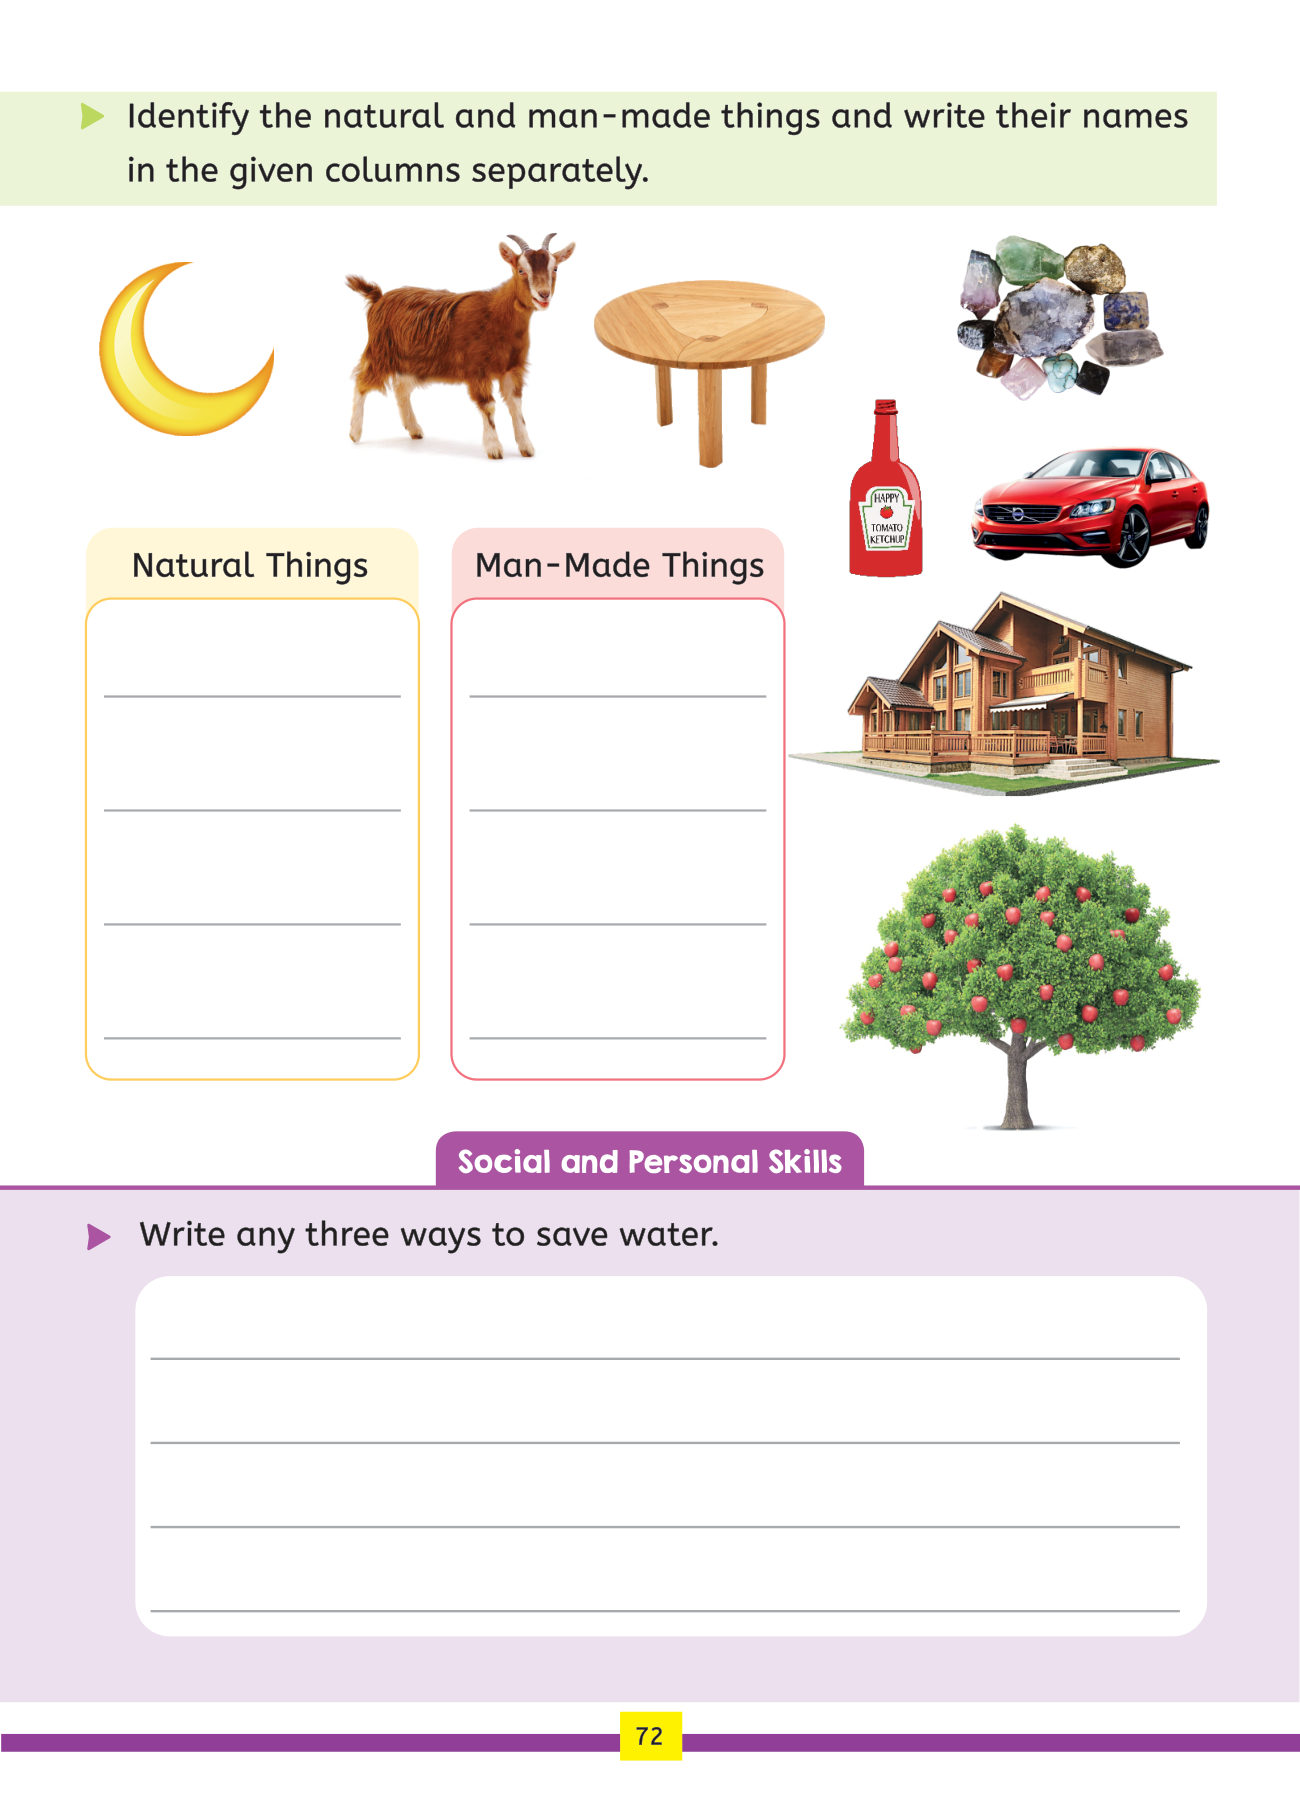 Identify the natural and man-made things and write their names
in the given columns separately.
HAPPY
TOMATO
KETCHUP
Natural Things
Man-Made Things
Social and Personal Skills
Write any three ways to save water.
72